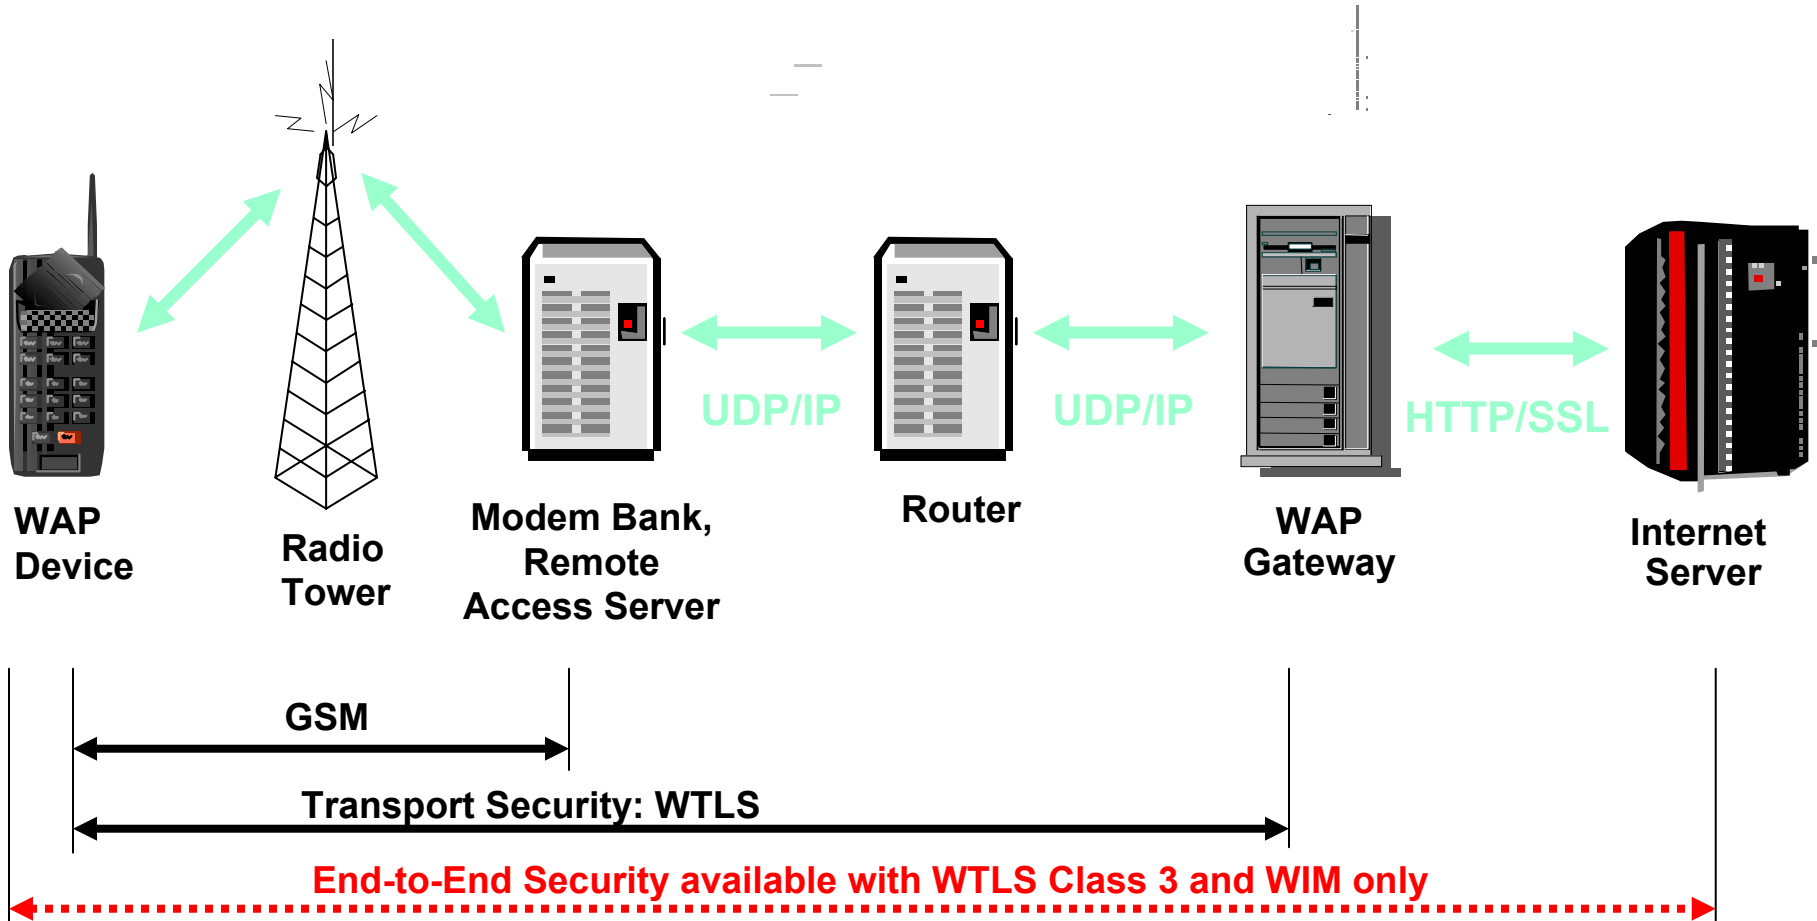 UDP/IP
UDP/IP
HTTP/SSL
WAP
Device
Radio
Tower
Modem Bank,
Remote
Access Server
Router
WAP
Gateway
Internet
Server
GSM
Transport Security: WTLS
End-to-End Security available with WTLS Class 3 and WIM only